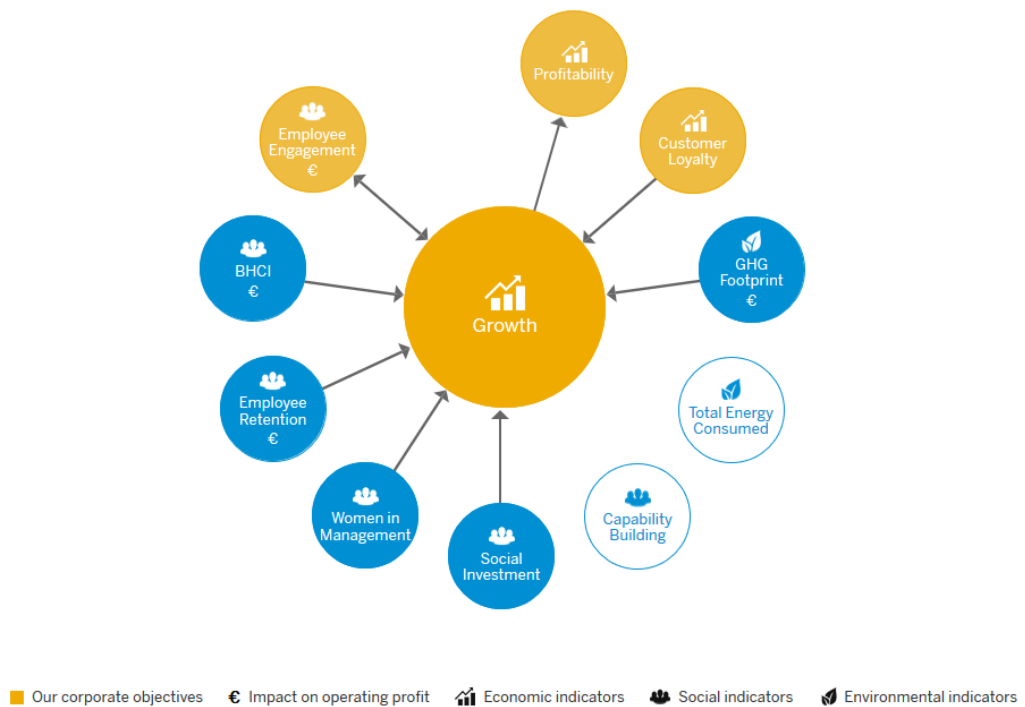 Profitability
Employee
Engagement
€
Customer
Loyalty
BHCI
€
GHG
Footprint
€
Growth
Employee
Retention
€
Total Energy
Consumed
Women in
Management
Capability
Building
Social
Investment
Our corporate objectives
€ Impact on operating profit
Economic indicators
Social indicators
Environmental indicators